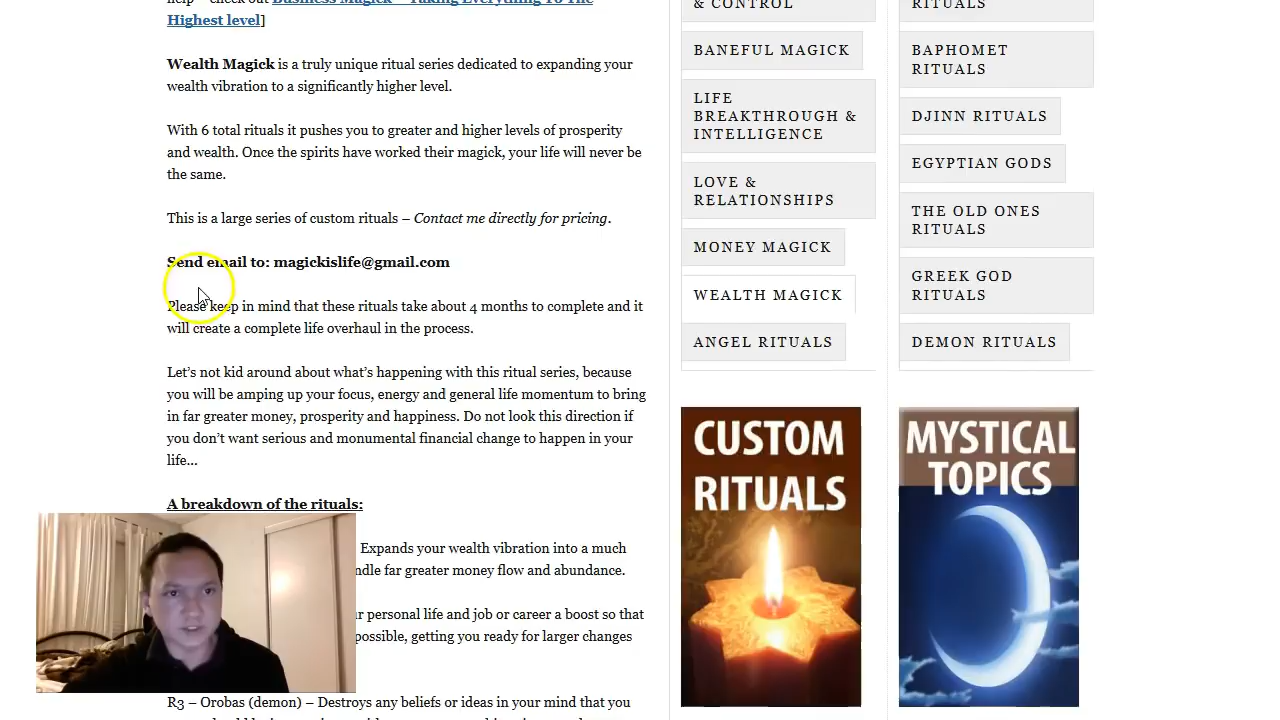 Highest level]
Wealth Magick is a truly unique ritual series dedicated to expanding your
wealth vibration to a significantly higher level.
With 6 total rituals it pushes you to greater and higher levels of prosperity
and wealth. Once the spirits have worked their magick, your life will never be
the same.
This is a large series of custom rituals – Contact me directly for pricing.
Send email to: magickislife@gmail.com
Please keep in mind that these rituals take about 4 months to complete and it
will create a complete life overhaul in the process.
Let’s not kid around about what’s happening with this ritual series, because
you will be amping up your focus, energy and general life momentum to bring
in far greater money, prosperity and happiness. Do not look this direction if
you don’t want serious and monumental financial change to happen in your
life...
A breakdown of the rituals:
Expands your wealth vibration into a much
ndle far greater money flow and abundance.
r personal life and job or career a boost so that
possible, getting you ready for larger changes
R3 – Orobas (demon) – Destroys any beliefs or ideas in your mind that you
& CONTROL
BANEFUL MAGICK
LIFE
BREAKTHROUGH &
INTELLIGENCE
LOVE &
RELATIONSHIPS
MONEY MAGICK
WEALTH MAGICK
ANGEL RITUALS
CUSTOM
RITUALS
RITUALS
BAPHOMET
RITUALS
DJINN RITUALS
EGYPTIAN GODS
THE OLD ONES
RITUALS
GREEK GOD
RITUALS
DEMON RITUALS
MYSTICAL
TOPICS